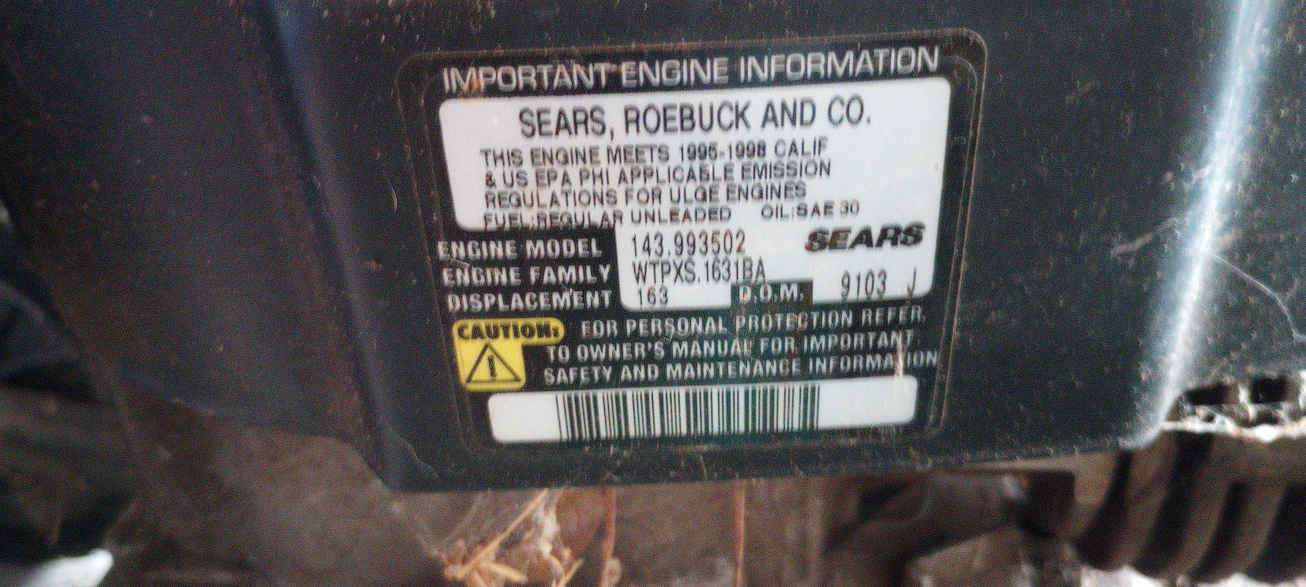 IMPORTANT ENGINE INFORMATION
SEARS, ROEBUCK AND CO.
THIS ENGINE MEETS 1995-1998 CALIF
& US EPA PHI APPLICABLE EMISSION
REGULATIONS FOR ULGE ENGINES
FUEL:REGULAR UNLEADED OIL:SAE 30
ENGINE MODEL 143.993502 SEARS
ENGINE FAMILY WTPXS.1631BA
DISPLACEMENT 163 D.O.M. 9103 J
CAUTION: FOR PERSONAL PROTECTION REFER
TO OWNER'S MANUAL FOR IMPORTANT
SAFETY AND MAINTENANCE INFORMATION